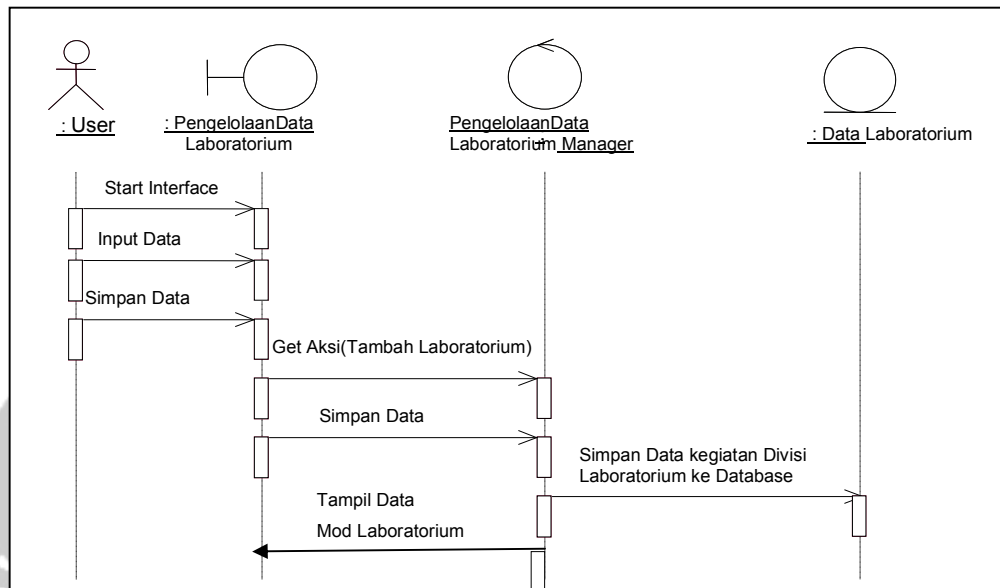 : User
: PengelolaanData
Laboratorium
PengelolaanData
Laboratorium Manager
: Data Laboratorium
Start Interface
Input Data
Simpan Data
Get Aksi(Tambah Laboratorium)
Simpan Data
Simpan Data kegiatan Divisi
Laboratorium ke Database
Tampil Data
Mod Laboratorium